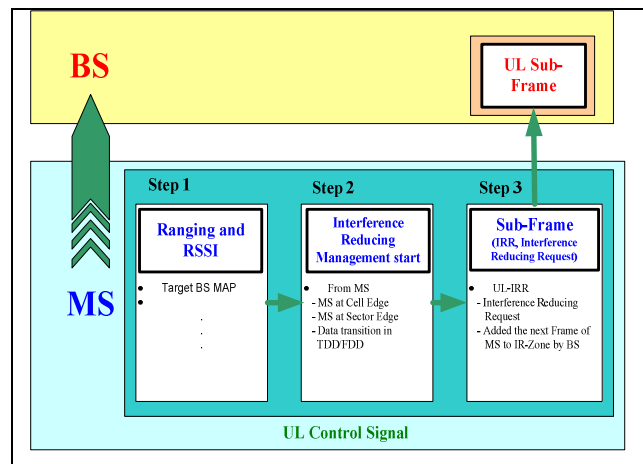 BS
UL Sub-
Frame
MS
Step 1
Ranging and
RSSI
• Target BS MAP
•
.
.
.
Step 2
Interference
Reducing
Management start
• From MS
- MS at Cell Edge
- MS at Sector Edge
- Data transition in
TDD/FDD
Step 3
Sub-Frame
(IRR, Interference
Reducing Request)
• UL-IRR
- Interference Reducing
Request
- Added the next Frame of
MS to IR-Zone by BS
UL Control Signal